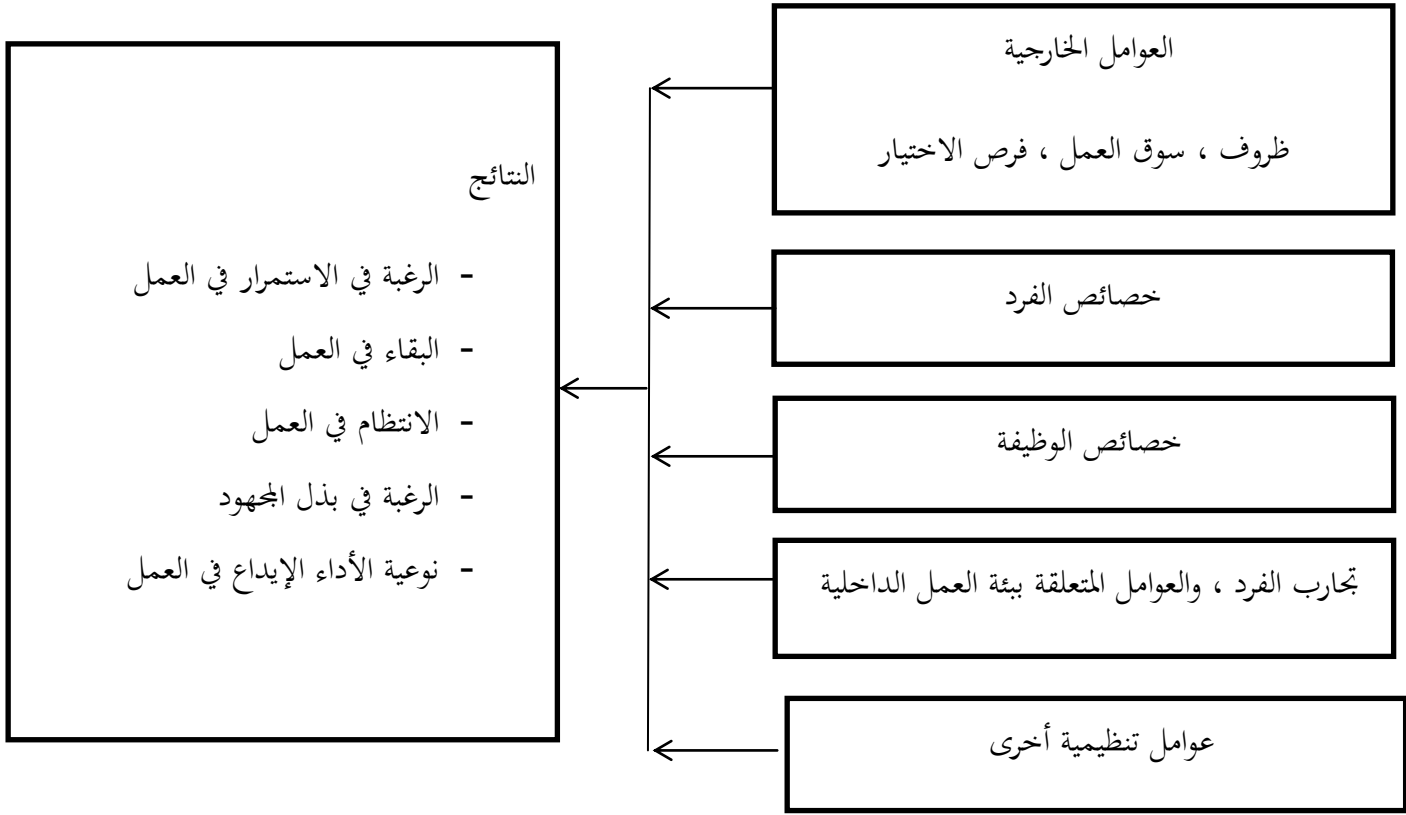 العوامل الخارجية
ظروف ، سوق العمل ، فرص الاختيار
خصائص الفرد
خصائص الوظيفة
تجارب الفرد ، والعوامل المتعلقة ببئة العمل الداخلية
عوامل تنظيمية أخرى
النتائج
- الرغبة في الاستمرار في العمل
- البقاء في العمل
- الانتظام في العمل
- الرغبة في بذل المجهود
- نوعية الأداء الإيداع في العمل